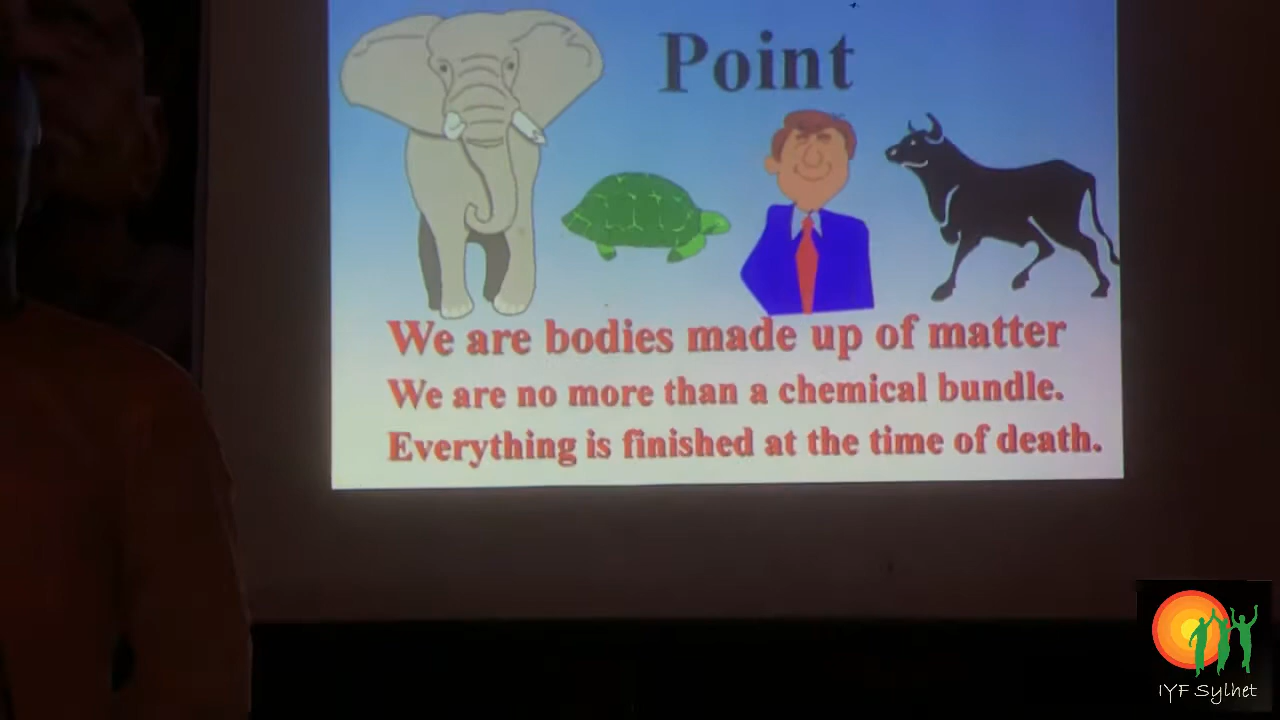 Point
We are bodies made up of matter
We are no more than a chemical bundle.
Everything is finished at the time of death.
IYF Sylhet